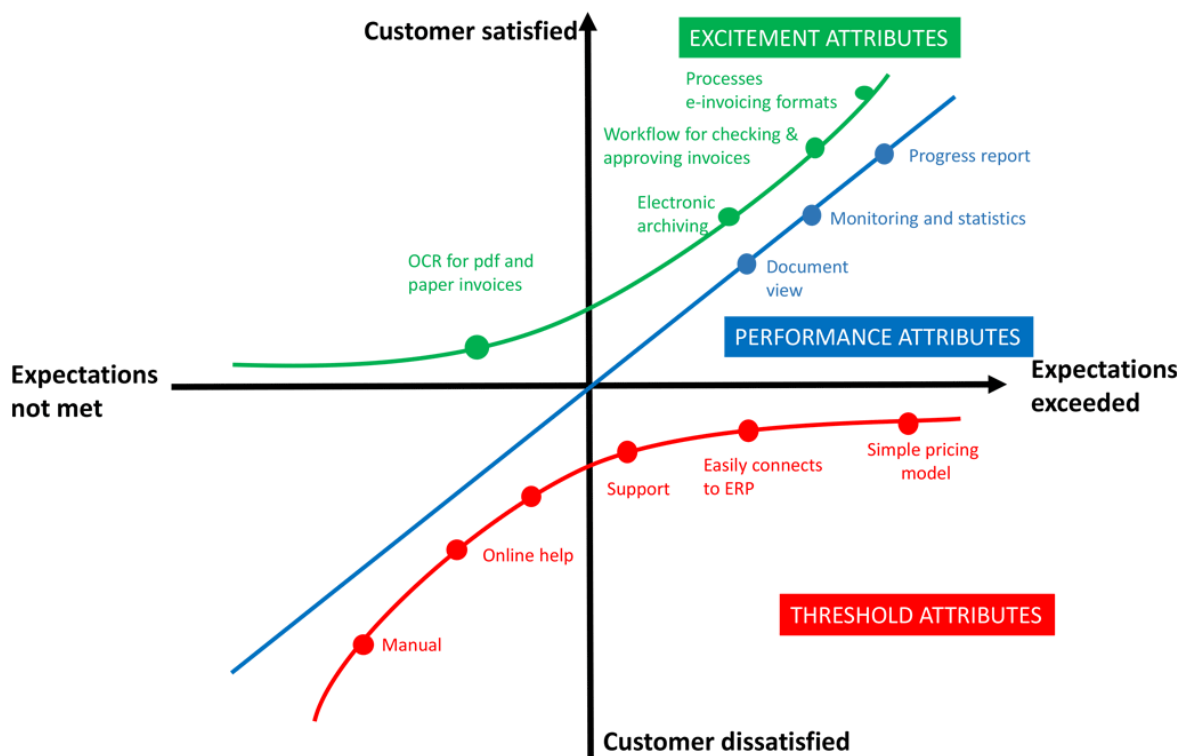 Customer satisfied
EXCITEMENT ATTRIBUTES
Processes
e-invoicing formats
Workflow for checking &
approving invoices
Progress report
Electronic
archiving
Monitoring and statistics
OCR for pdf and
paper invoices
Document
view
PERFORMANCE ATTRIBUTES
Expectations
not met
Expectations
exceeded
Simple pricing
model
Easily connects
to ERP
Support
Online help
THRESHOLD ATTRIBUTES
Manual
Customer dissatisfied